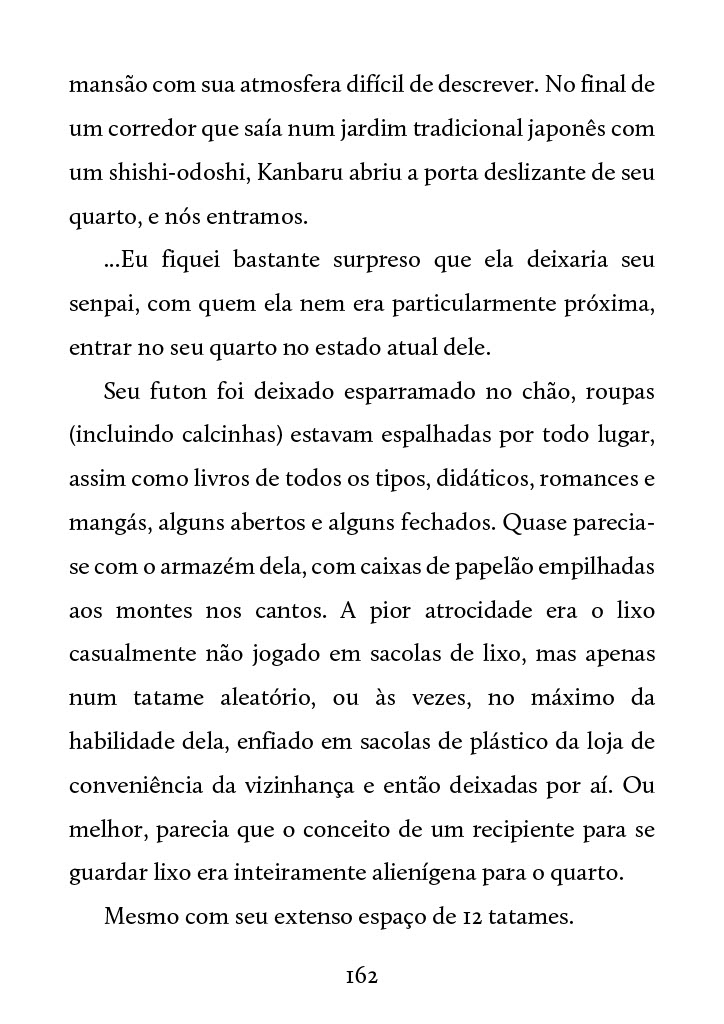 mansão com sua atmosfera difícil de descrever. No final de
um corredor que saía num jardim tradicional japonês com
um shishi-odoshi, Kanbaru abriu a porta deslizante de seu
quarto, e nós entramos.
...Eu fiquei bastante surpreso que ela deixaria seu
senpai, com quem ela nem era particularmente próxima,
entrar no seu quarto no estado atual dele.
Seu futon foi deixado esparramado no chão, roupas
(incluindo calcinhas) estavam espalhadas por todo lugar,
assim como livros de todos os tipos, didáticos, romances e
mangás, alguns abertos e alguns fechados. Quase parecia-
se com o armazém dela, com caixas de papelão empilhadas
aos montes nos cantos. A pior atrocidade era o lixo
casualmente não jogado em sacolas de lixo, mas apenas
num tatame aleatório, ou às vezes, no máximo da
habilidade dela, enfiado em sacolas de plástico da loja de
conveniência da vizinhança e então deixadas por aí. Ou
melhor, parecia que o conceito de um recipiente para se
guardar lixo era inteiramente alienígena para o quarto.
Mesmo com seu extenso espaço de 12 tatames.
162